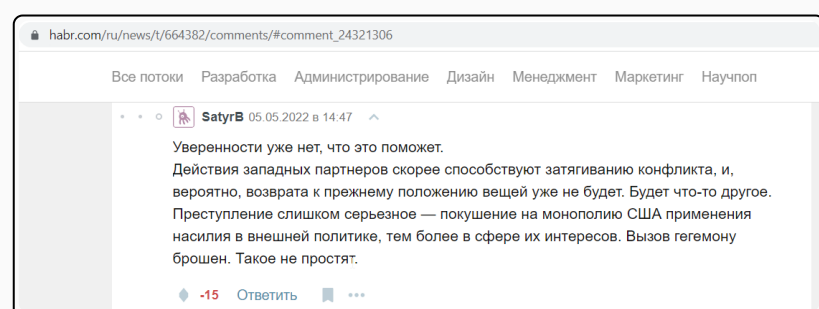 habr.com/ru/news/t/664382/comments/#comment_24321306
Все потоки Разработка Администрирование Дизайн Менеджмент Маркетинг Научпоп
SatyrB 05.05.2022 в 14:47
Уверенности уже нет, что это поможет.
Действия западных партнеров скорее способствуют затягиванию конфликта, и,
вероятно, возврата к прежнему положению вещей уже не будет. Будет что-то другое.
Преступление слишком серьезное — покушение на монополию США применения
насилия в внешней политике, тем более в сфере их интересов. Вызов гегемону
брошен. Такое не простят.
-15 Ответить